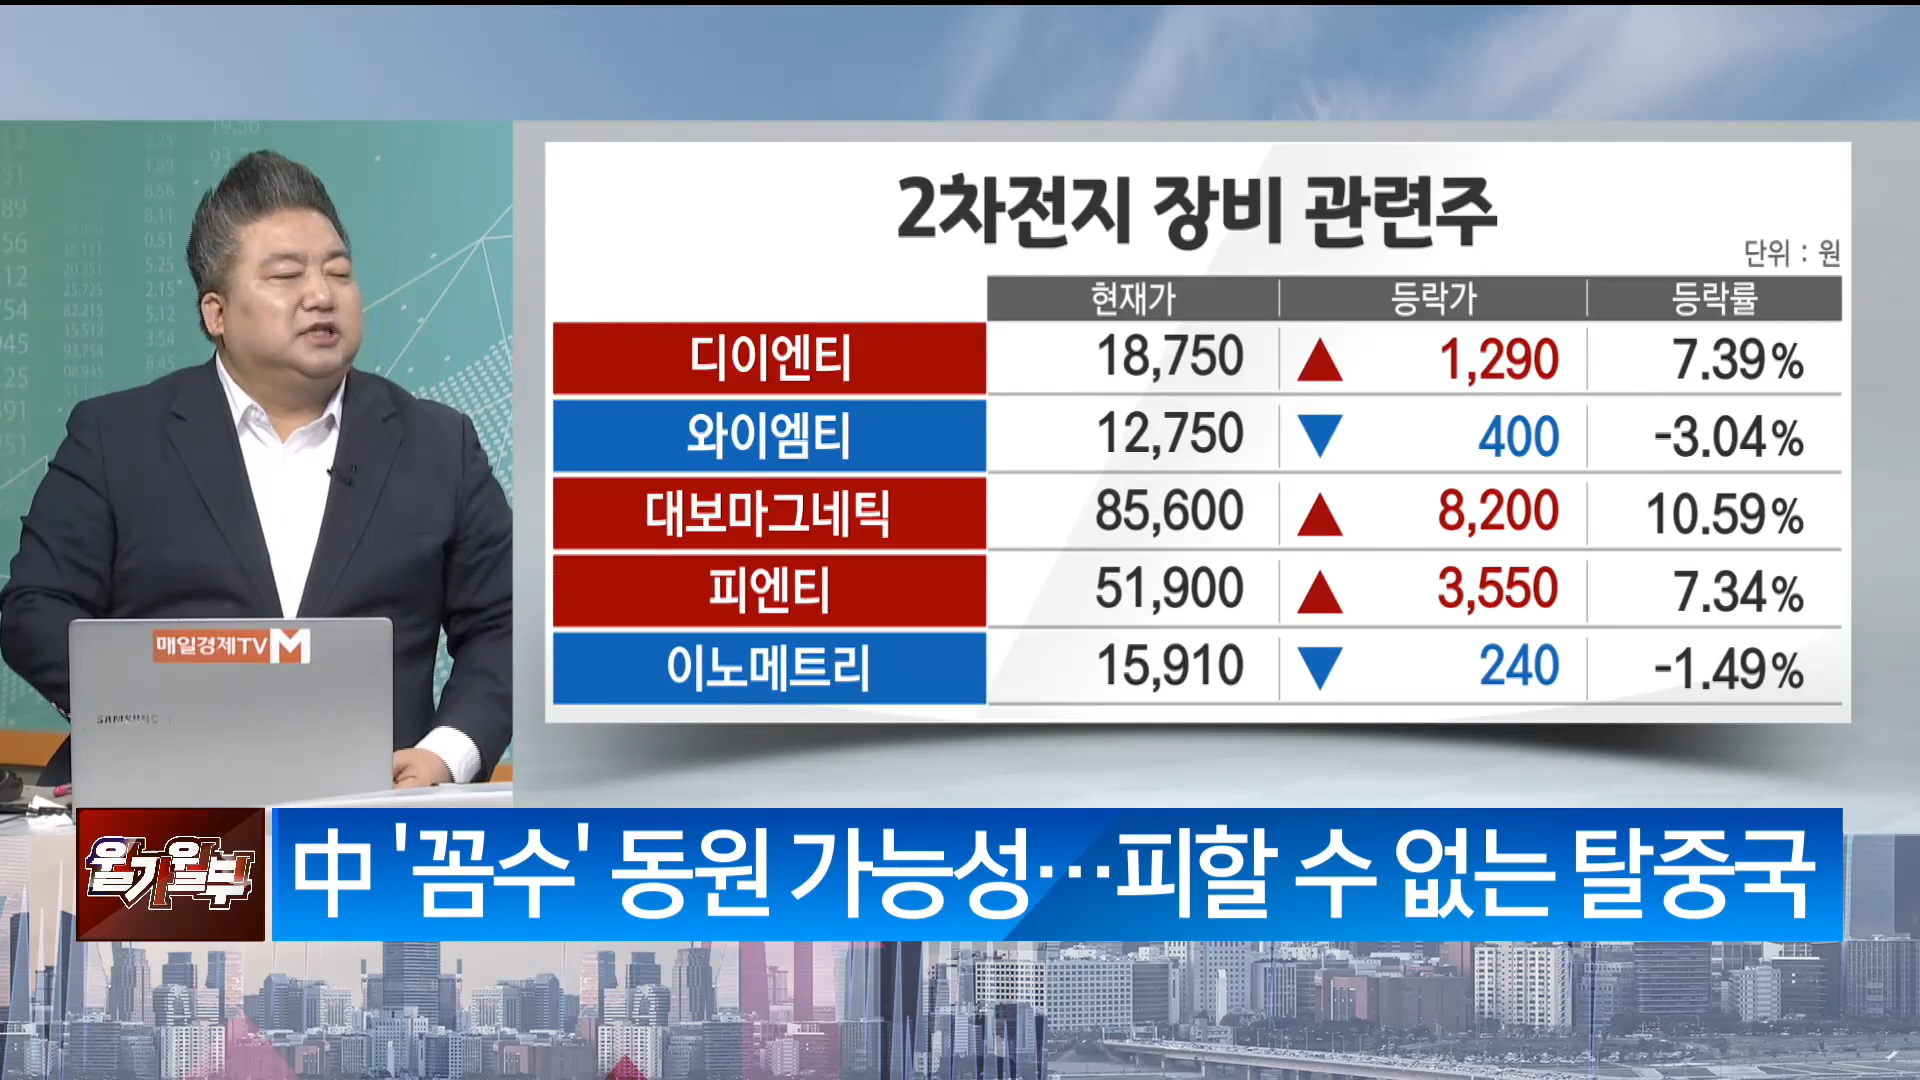 2차전지 장비 관련주
단위 : 원
현재가 등락가 등락률
디이엔티 18,750 ▲ 1,290 7.39%
와이엠티 12,750 ▼ 400 -3.04%
대보마그네틱 85,600 ▲ 8,200 10.59%
피엔티 51,900 ▲ 3,550 7.34%
이노메트리 15,910 ▼ 240 -1.49%
매일경제TV M
SAMSUNG
월가월부
中 '꼼수' 동원 가능성…피할 수 없는 탈중국